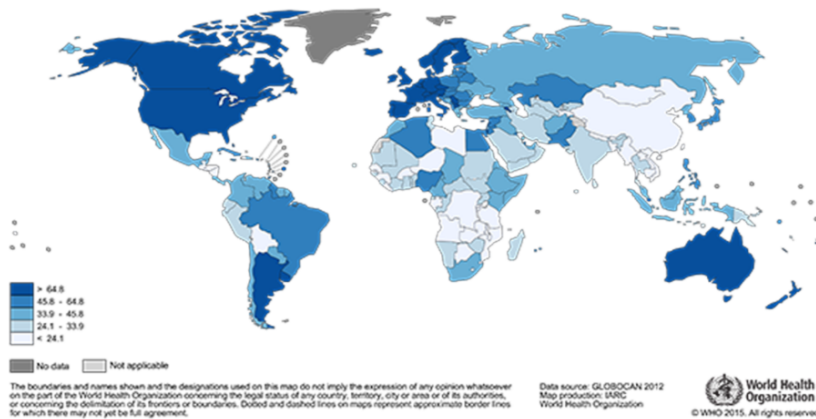 > 64.8
45.8 - 64.8
33.9 - 45.8
24.1 - 33.9
< 24.1
No data
Not applicable
The boundaries and names shown and the designations used on this map do not imply the expression of any opinion whatsoever
on the part of the World Health Organization concerning the legal status of any country, territory, city or area or of its authorities,
or concerning the delimitation of its frontiers or boundaries. Dotted and dashed lines on maps represent approximate border lines
for which there may not yet be full agreement.
Data source: GLOBOCAN 2012
Map production: IARC
World Health Organization
World Health
Organization
© WHO 2015. All rights reserve